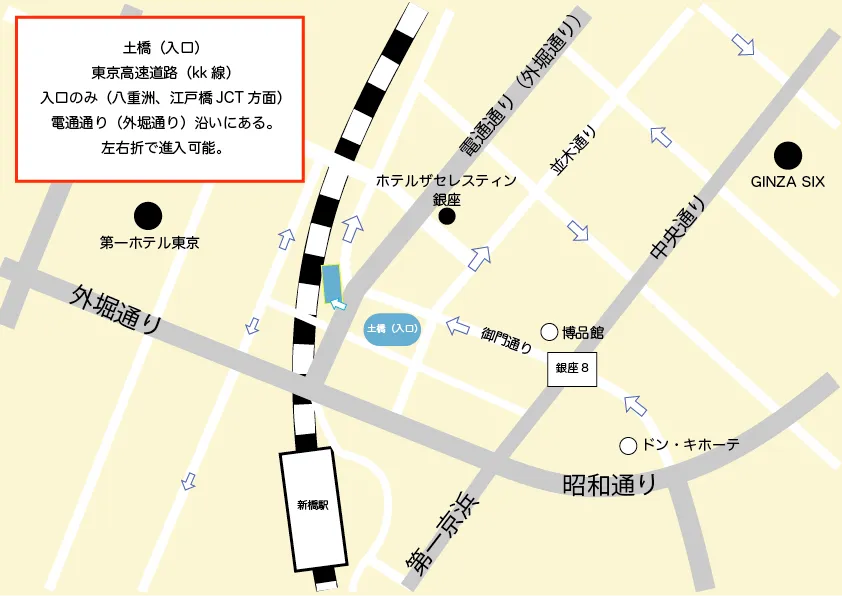 土橋（入口）
東京高速道路（kk線）
入口のみ（八重洲、江戸橋JCT方面）
電通通り（外堀通り）沿いにある。
左右折で進入可能。
電通通り（外堀通り）
並木通り
GINZA SIX
ホテルザセレスティン
銀座
中央通り
第一ホテル東京
外堀通り
土橋（入口）
御門通り
博品館
銀座8
ドン・キホーテ
昭和通り
新橋駅
第一京浜